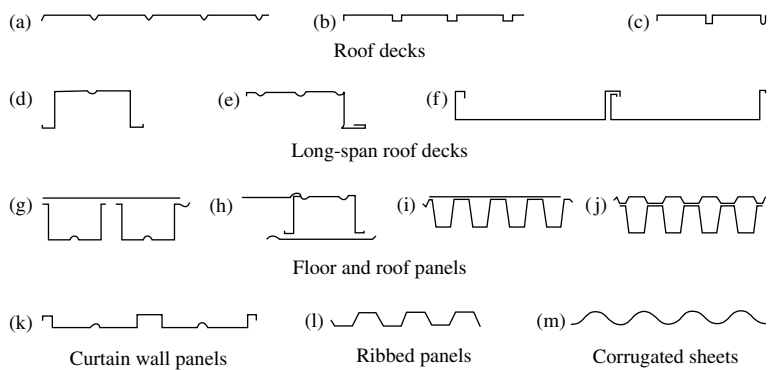 (a) (b) (c)
Roof decks
(d) (e) (f)
Long-span roof decks
(g) (h) (i) (j)
Floor and roof panels
(k) (l) (m)
Curtain wall panels Ribbed panels Corrugated sheets